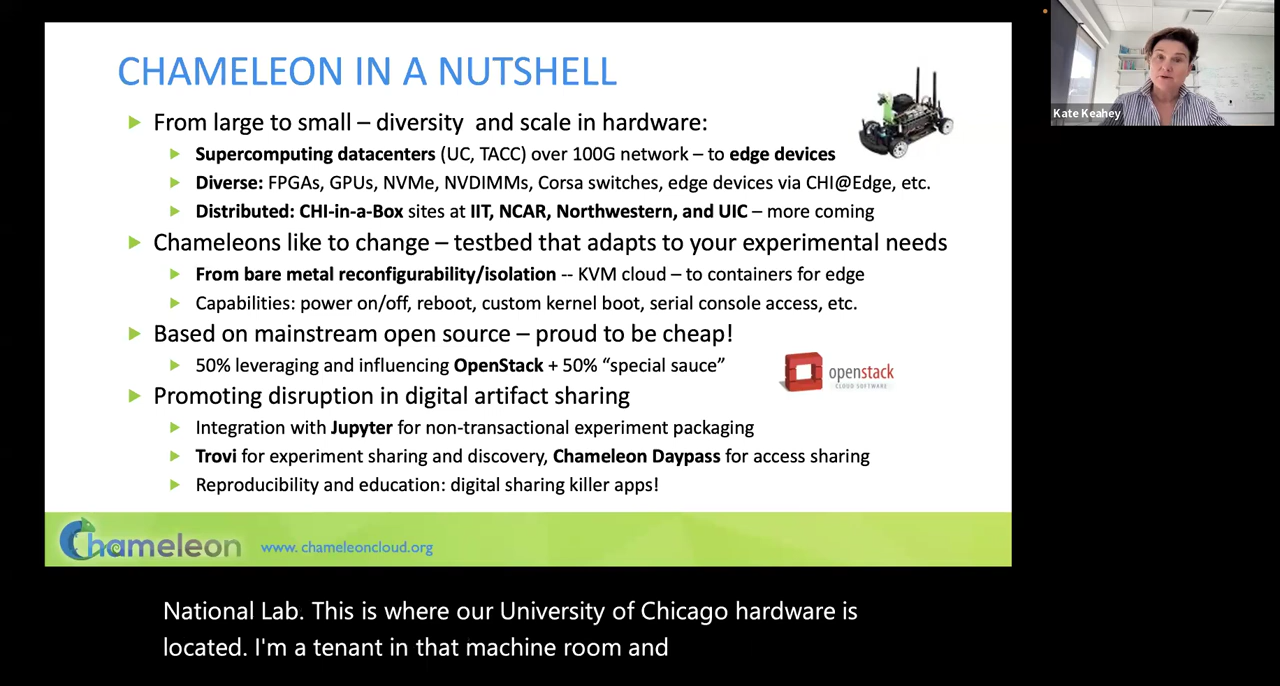 CHAMELEON IN A NUTSHELL
From large to small – diversity and scale in hardware:
Supercomputing datacenters (UC, TACC) over 100G network – to edge devices
Diverse: FPGAs, GPUs, NVMe, NVDIMMs, Corsa switches, edge devices via CHI@Edge, etc.
Distributed: CHI-in-a-Box sites at IIT, NCAR, Northwestern, and UIC – more coming
Chameleons like to change – testbed that adapts to your experimental needs
From bare metal reconfigurability/isolation -- KVM cloud – to containers for edge
Capabilities: power on/off, reboot, custom kernel boot, serial console access, etc.
Based on mainstream open source – proud to be cheap!
50% leveraging and influencing OpenStack + 50% “special sauce”
openstack
CLOUD SOFTWARE
Promoting disruption in digital artifact sharing
Integration with Jupyter for non-transactional experiment packaging
Trovi for experiment sharing and discovery, Chameleon Daypass for access sharing
Reproducibility and education: digital sharing killer apps!
Chameleon
www. chameleoncloud.org
Kate Keahey
National Lab. This is where our University of Chicago hardware is
located. I'm a tenant in that machine room and